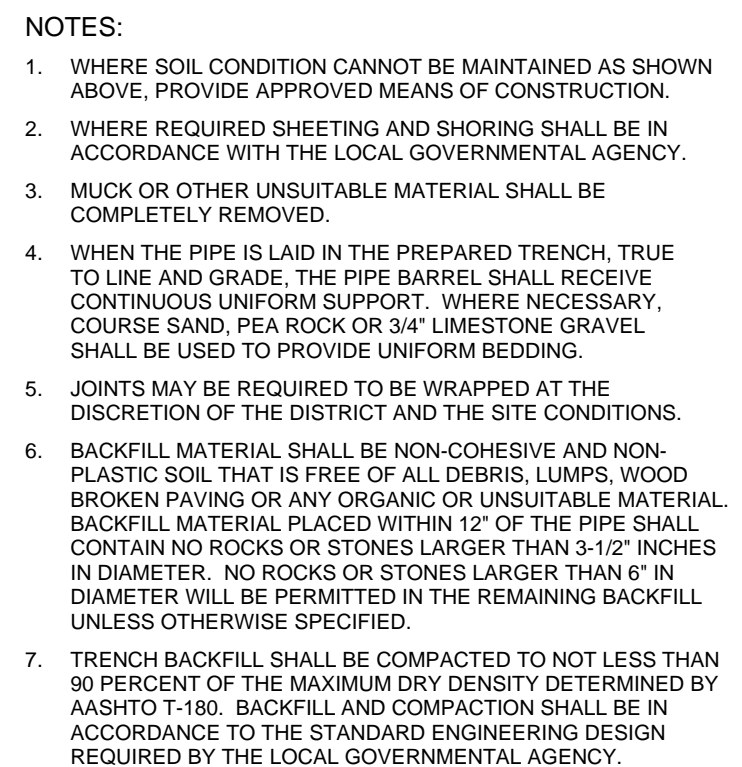 NOTES:
1. WHERE SOIL CONDITION CANNOT BE MAINTAINED AS SHOWN
ABOVE, PROVIDE APPROVED MEANS OF CONSTRUCTION.
2. WHERE REQUIRED SHEETING AND SHORING SHALL BE IN
ACCORDANCE WITH THE LOCAL GOVERNMENTAL AGENCY.
3. MUCK OR OTHER UNSUITABLE MATERIAL SHALL BE
COMPLETELY REMOVED.
4. WHEN THE PIPE IS LAID IN THE PREPARED TRENCH, TRUE
TO LINE AND GRADE, THE PIPE BARREL SHALL RECEIVE
CONTINUOUS UNIFORM SUPPORT. WHERE NECESSARY,
COURSE SAND, PEA ROCK OR 3/4" LIMESTONE GRAVEL
SHALL BE USED TO PROVIDE UNIFORM BEDDING.
5. JOINTS MAY BE REQUIRED TO BE WRAPPED AT THE
DISCRETION OF THE DISTRICT AND THE SITE CONDITIONS.
6. BACKFILL MATERIAL SHALL BE NON-COHESIVE AND NON-
PLASTIC SOIL THAT IS FREE OF ALL DEBRIS, LUMPS, WOOD
BROKEN PAVING OR ANY ORGANIC OR UNSUITABLE MATERIAL.
BACKFILL MATERIAL PLACED WITHIN 12" OF THE PIPE SHALL
CONTAIN NO ROCKS OR STONES LARGER THAN 3-1/2" INCHES
IN DIAMETER. NO ROCKS OR STONES LARGER THAN 6" IN
DIAMETER WILL BE PERMITTED IN THE REMAINING BACKFILL
UNLESS OTHERWISE SPECIFIED.
7. TRENCH BACKFILL SHALL BE COMPACTED TO NOT LESS THAN
90 PERCENT OF THE MAXIMUM DRY DENSITY DETERMINED BY
AASHTO T-180. BACKFILL AND COMPACTION SHALL BE IN
ACCORDANCE TO THE STANDARD ENGINEERING DESIGN
REQUIRED BY THE LOCAL GOVERNMENTAL AGENCY.